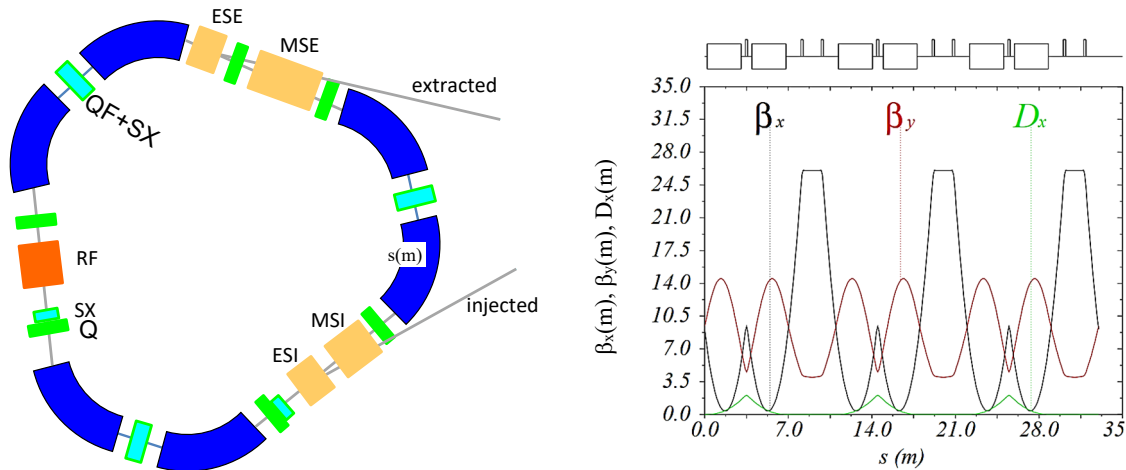 ESE
MSE
extracted
QF+SX
RF
s(m)
SX
Q
MSI
injected
ESI
βx(m), βy(m), Dx(m)
35.0
31.5
28.0
24.5
21.0
17.5
14.0
10.5
7.0
3.5
0.0
βx
βy
Dx
0.0
7.0
14.0
21.0
28.0
35
s (m)